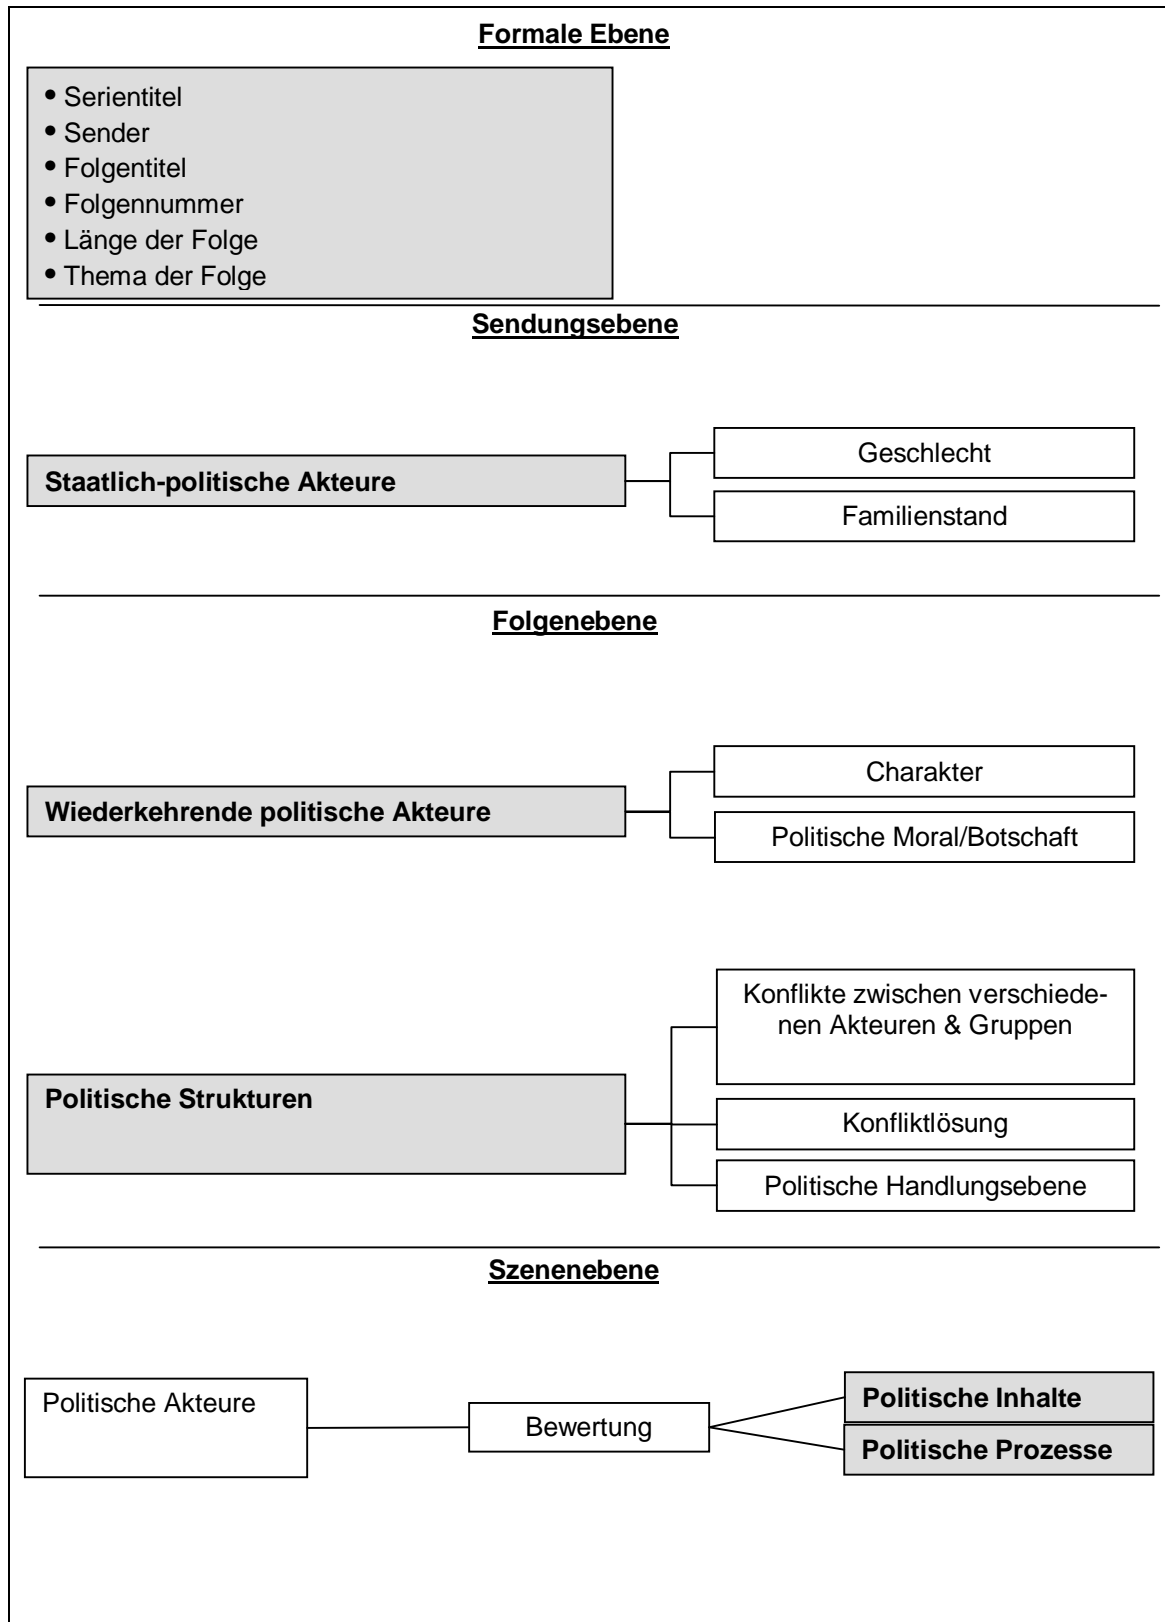 Formale Ebene
• Serientitel
• Sender
• Folgentitel
• Folgennummer
• Länge der Folge
• Thema der Folge
Sendungsebene
Staatlich-politische Akteure
Geschlecht
Familienstand
Folgenebene
Wiederkehrende politische Akteure
Charakter
Politische Moral/Botschaft
Politische Strukturen
Konflikte zwischen verschiede-
nen Akteuren & Gruppen
Konfliktlösung
Politische Handlungsebene
Szenenebene
Politische Akteure
Bewertung
Politische Inhalte
Politische Prozesse